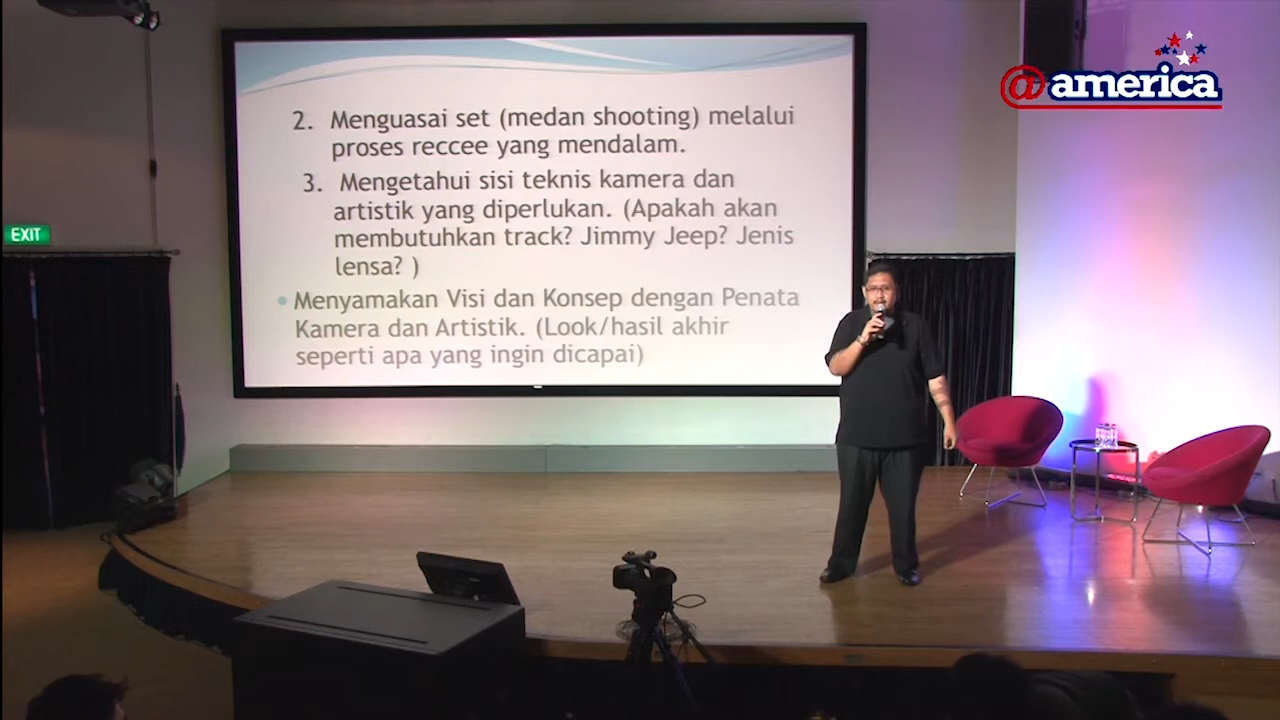 @america
2. Menguasai set (medan shooting) melalui
proses reccee yang mendalam.
3. Mengetahui sisi teknis kamera dan
artistik yang diperlukan. (Apakah akan
membutuhkan track? Jimmy Jeep? Jenis
lensa? )
• Menyamakan Visi dan Konsep dengan Penata
Kamera dan Artistik. (Look/hasil akhir
seperti apa yang ingin dicapai)
EXIT